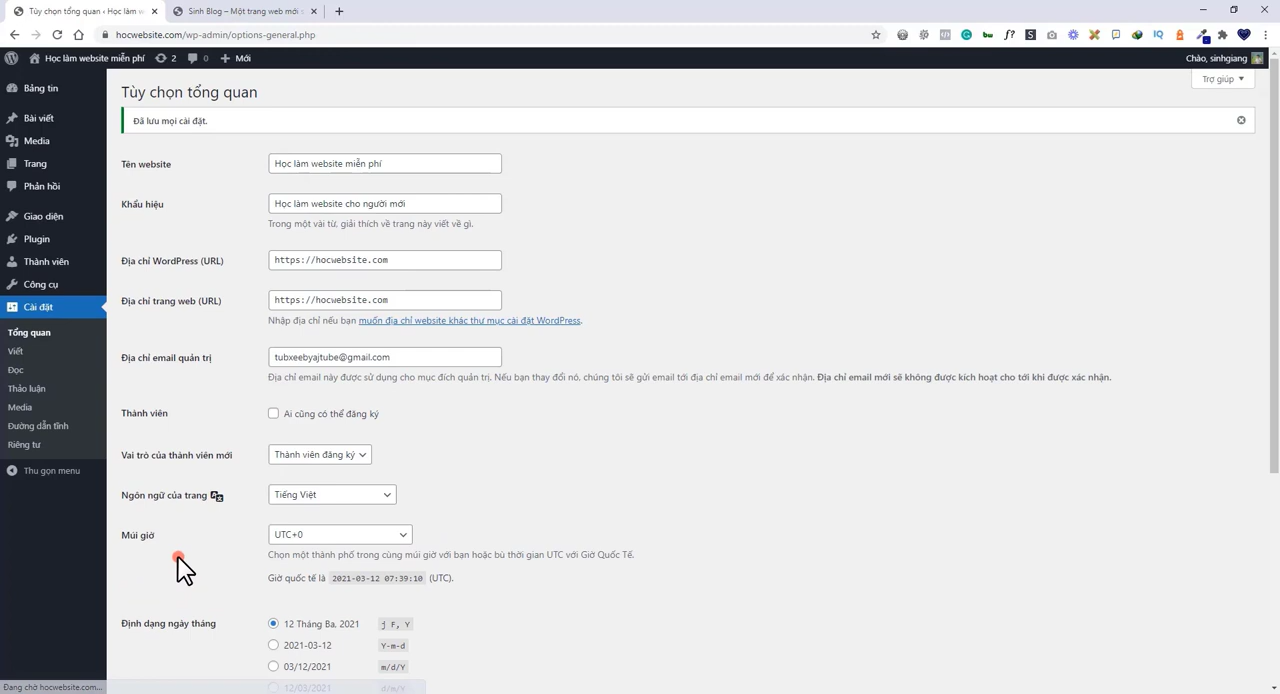 Tùy chọn tổng quan ‹ Học làm w
Sinh Blog – Một trang web mới
hocwebsite.com/wp-admin/options-general.php
Học làm website miễn phí
2
0
Mới
Chào, sinhgiang
Trợ giúp
Bảng tin
Bài viết
Media
Trang
Phản hồi
Giao diện
Plugin
Thành viên
Công cụ
Cài đặt
Tổng quan
Viết
Đọc
Thảo luận
Media
Đường dẫn tĩnh
Riêng tư
Thu gọn menu
Tùy chọn tổng quan
Đã lưu mọi cài đặt.
Tên website
Học làm website miễn phí
Khẩu hiệu
Học làm website cho người mới
Trong một vài từ, giải thích về trang này viết về gì.
Địa chỉ WordPress (URL)
https://hocwebsite.com
Địa chỉ trang web (URL)
https://hocwebsite.com
Nhập địa chỉ nếu bạn muốn địa chỉ website khác thư mục cài đặt WordPress.
Địa chỉ email quản trị
tubxeebyajtube@gmail.com
Địa chỉ email này được sử dụng cho mục đích quản trị. Nếu bạn thay đổi nó, chúng tôi sẽ gửi email tới địa chỉ email mới để xác nhận. Địa chỉ email mới sẽ không được kích hoạt cho tới khi được xác nhận.
Thành viên
Ai cũng có thể đăng ký
Vai trò của thành viên mới
Thành viên đăng ký
Ngôn ngữ của trang
Tiếng Việt
Múi giờ
UTC+0
Chọn một thành phố trong cùng múi giờ với bạn hoặc bù thời gian UTC với Giờ Quốc Tế.
Giờ quốc tế là 2021-03-12 07:39:10 (UTC).
Định dạng ngày tháng
12 Tháng Ba, 2021 j F, Y
2021-03-12 Y-m-d
03/12/2021 m/d/Y
12/03/2021 d/m/Y
Đang chờ hocwebsite.com...